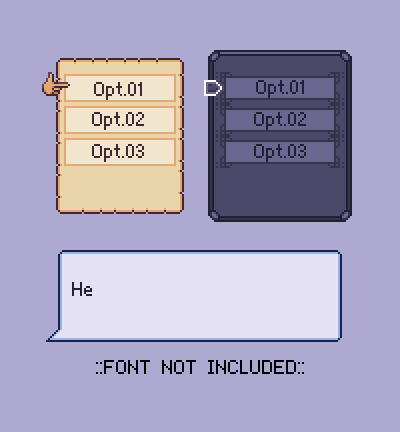 Opt.01
Opt.02
Opt.03
Opt.01
Opt.02
Opt.03
He
::FONT NOT INCLUDED::